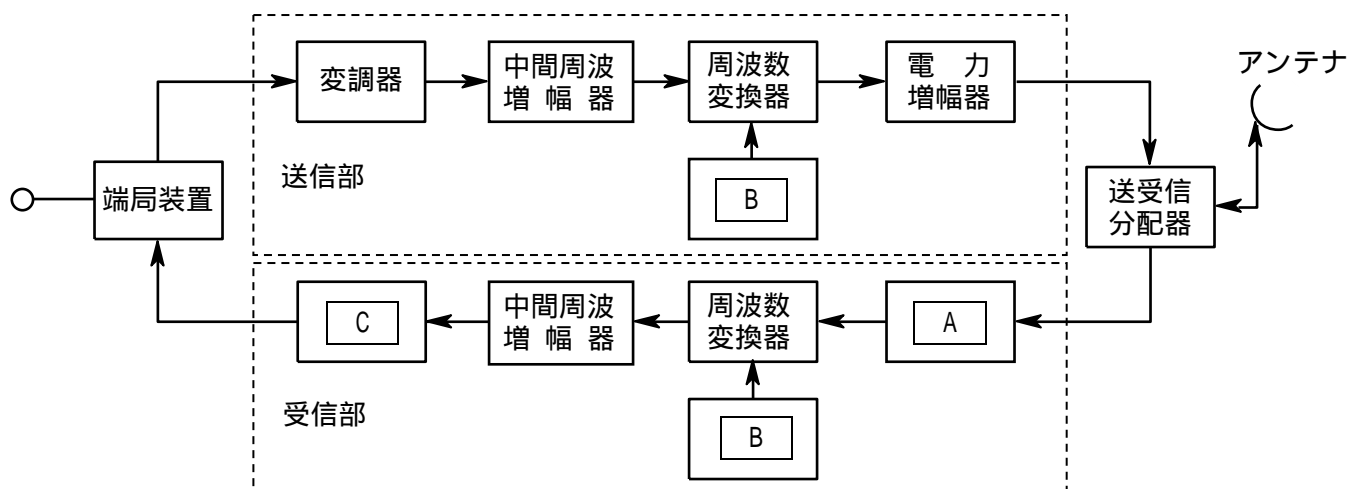 変調器
中間周波
増幅器
周波数
変換器
電力
増幅器
アンテナ
送信部
B
端局装置
送受信
分配器
C
中間周波
増幅器
周波数
変換器
A
受信部
B